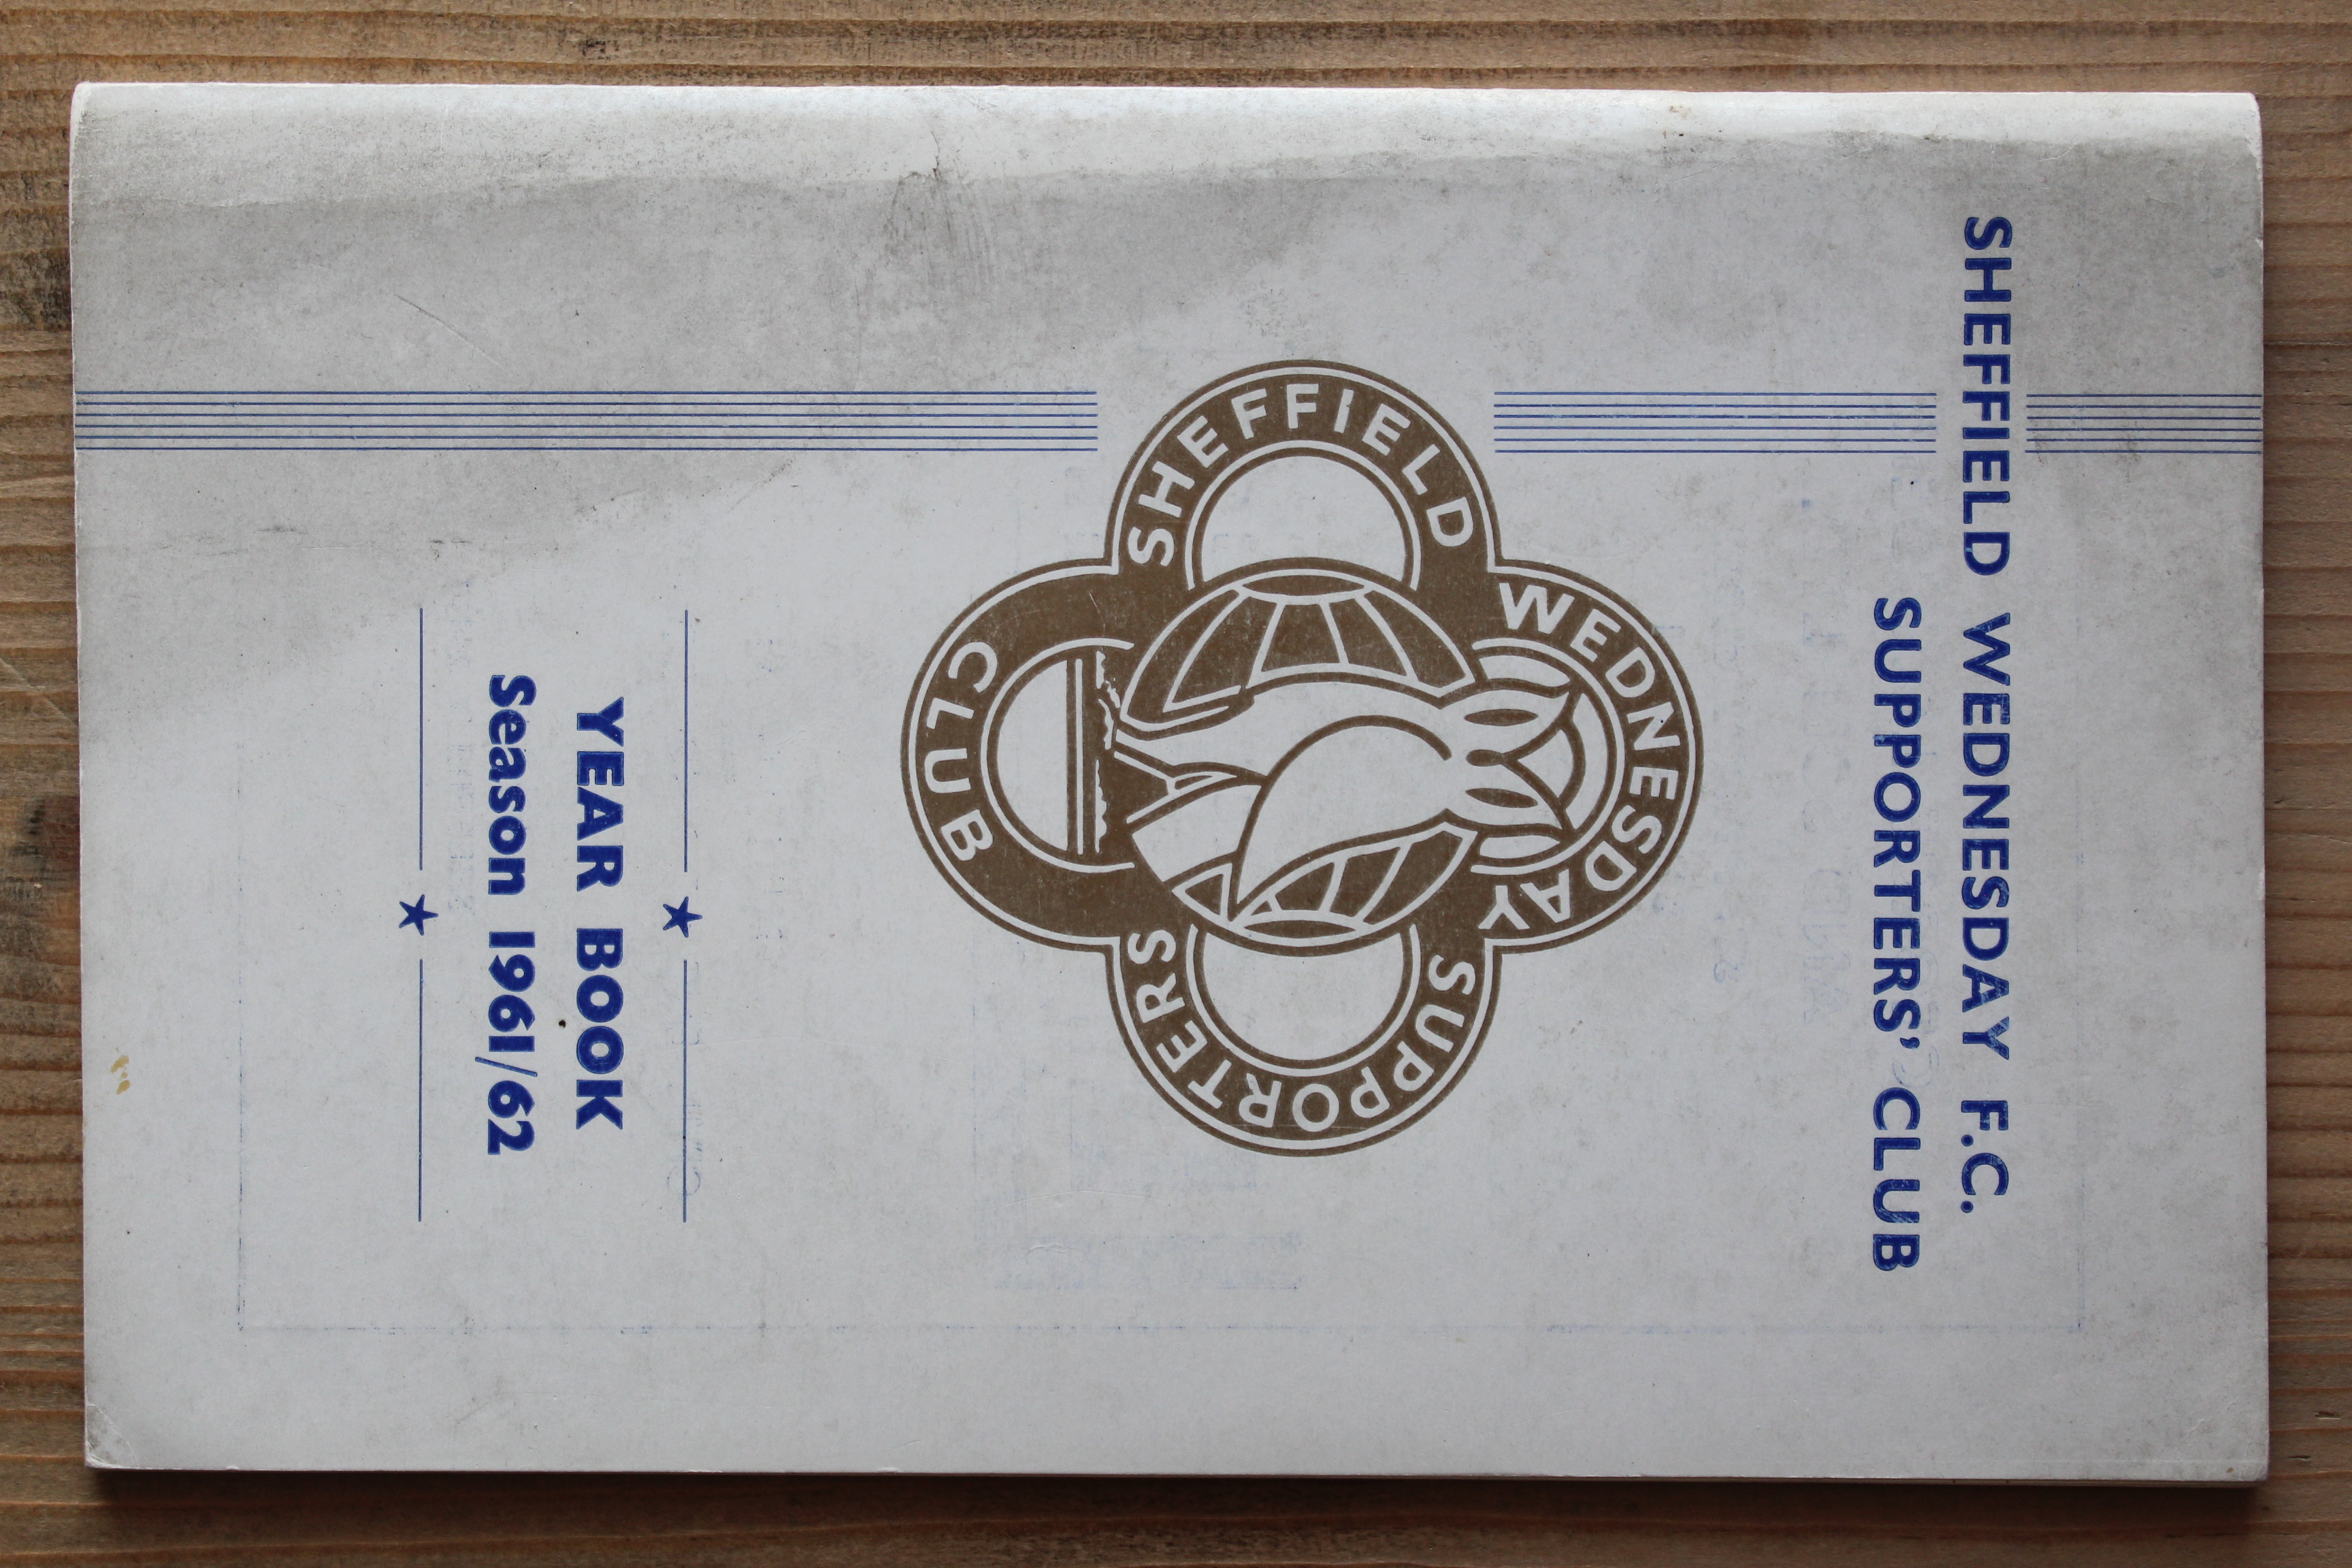 SHEFFIELD WEDNESDAY F.C.
SUPPORTERS' CLUB
SHEFFIELD
WEDNESDAY
SUPPORTERS
CLUB
YEAR BOOK
Season 1961/62